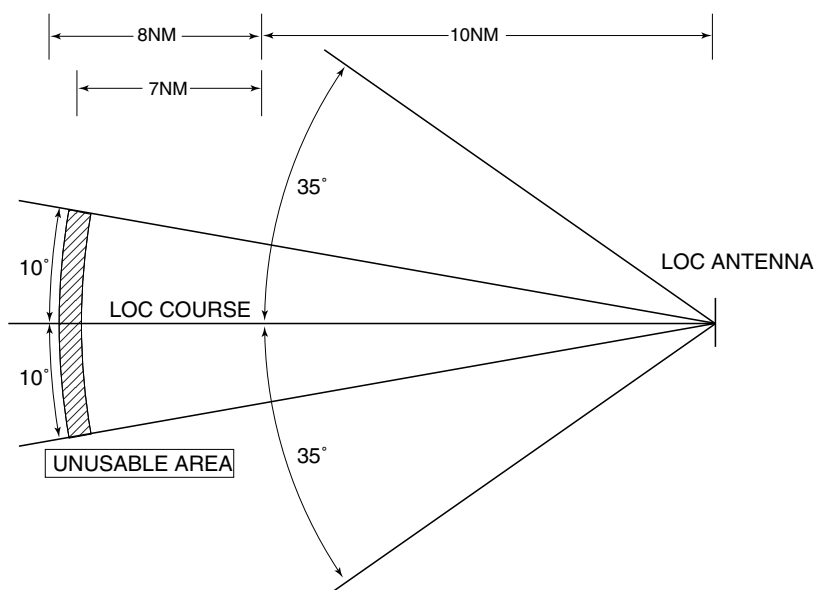 8NM
10NM
7NM
35°
10°
LOC ANTENNA
LOC COURSE
10°
35°
UNUSABLE AREA